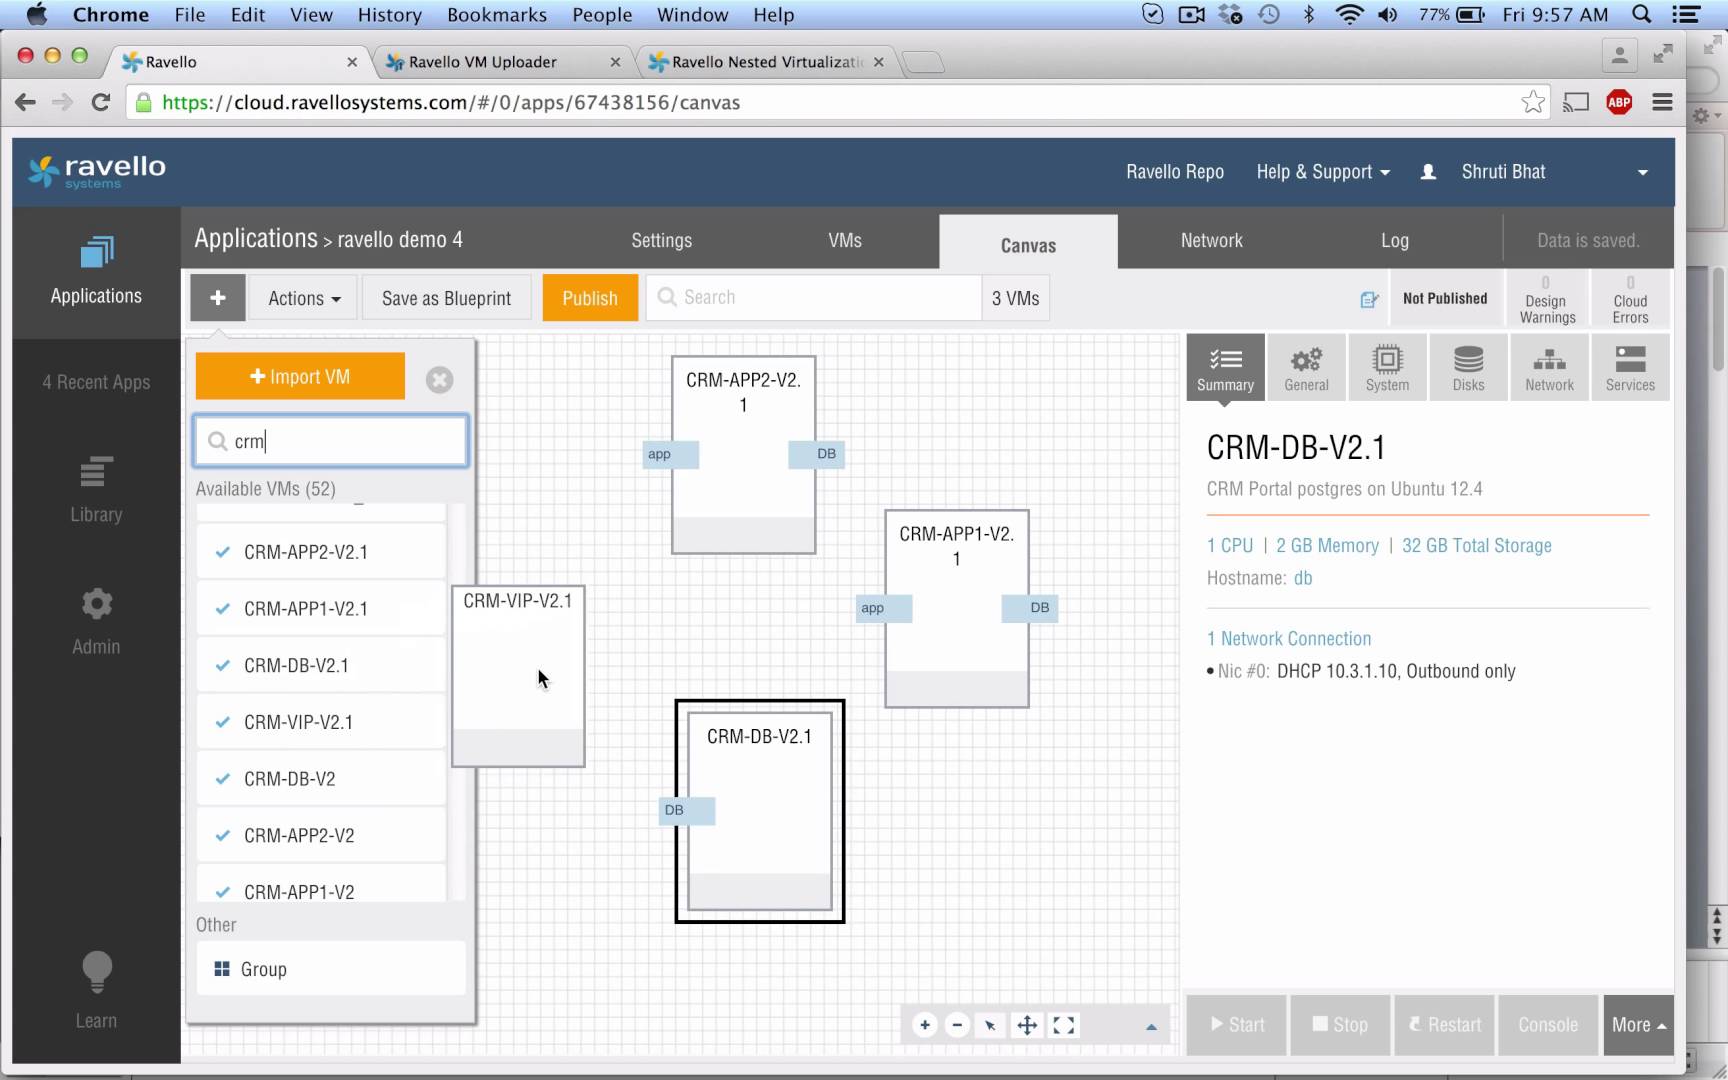 Chrome File Edit View History Bookmarks People Window Help 77% Fri 9:57 AM
Ravello Ravello VM Uploader Ravello Nested Virtualizati
https://cloud.ravellosystems.com/#/0/apps/67438156/canvas ABP
ravello
systems
Ravello Repo Help & Support Shruti Bhat
Applications > ravello demo 4 Settings VMs Canvas Network Log Data is saved.
+ Actions Save as Blueprint Publish Search 3 VMs Not Published
0 Design Warnings
0 Cloud Errors
Applications
4 Recent Apps
Library
Admin
Learn
+ Import VM
crm
Available VMs (52)
CRM-APP2-V2.1
CRM-APP1-V2.1
CRM-DB-V2.1
CRM-VIP-V2.1
CRM-DB-V2
CRM-APP2-V2
CRM-APP1-V2
Other
Group
CRM-VIP-V2.1
CRM-APP2-V2.
1
app DB
CRM-APP1-V2.
1
app DB
CRM-DB-V2.1
DB
Summary General System Disks Network Services
CRM-DB-V2.1
CRM Portal postgres on Ubuntu 12.4
1 CPU | 2 GB Memory | 32 GB Total Storage
Hostname: db
1 Network Connection
• Nic #0: DHCP 10.3.1.10, Outbound only
Start Stop Restart Console More